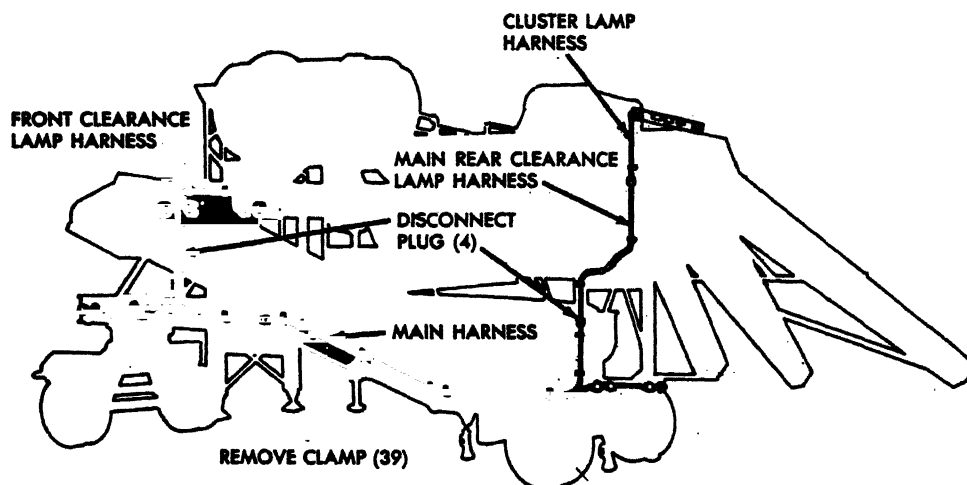 CLUSTER LAMP
HARNESS
FRONT CLEARANCE
LAMP HARNESS
MAIN REAR CLEARANCE
LAMP HARNESS
DISCONNECT
PLUG (4)
MAIN HARNESS
REMOVE CLAMP (39)